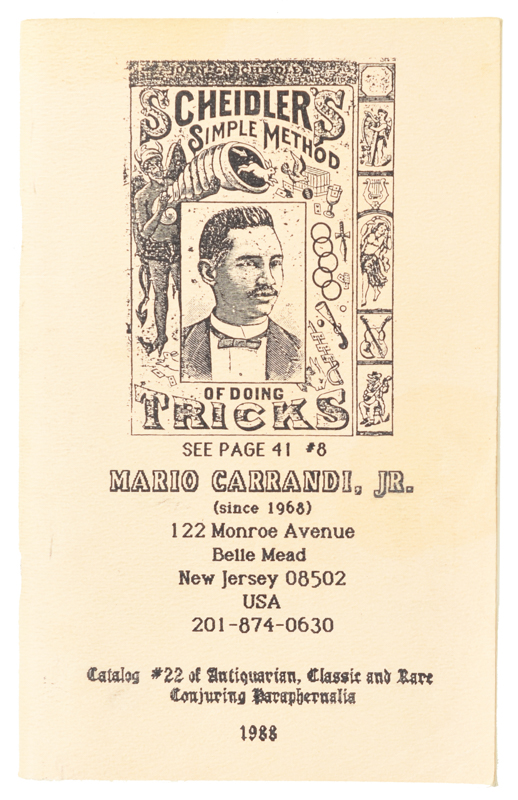 SCHEIDLER'S
SIMPLE METHOD
OF DOING
TRICKS
SEE PAGE 41 #8
MARIO CARRANDI, JR.
(since 1968)
122 Monroe Avenue
Belle Mead
New Jersey 08502
USA
201-874-0630
Catalog #22 of Antiquarian, Classic and Rare
Conjuring Paraphernalia
1988